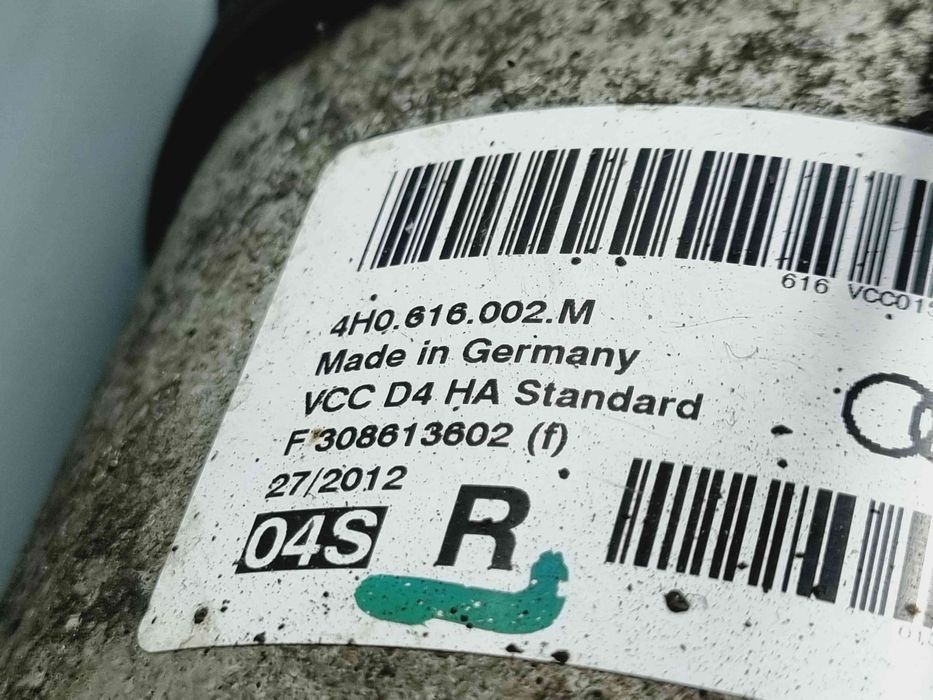 616 VCC01
4H0.616.002.M
Made in Germany
VCC D4 HA Standard
F 308613602 (f)
27/2012
04S R